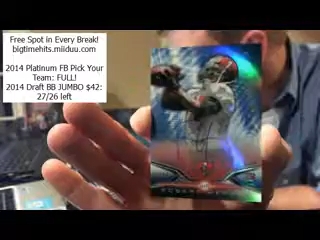 Free Spot in Every Break!
bigtimehits.miiduu.com
2014 Platinum FB Pick Your
Team: FULL!
2014 Draft BB JUMBO $42:
27/26 left